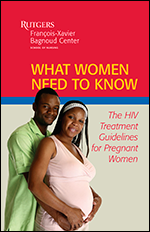 RUTGERS
François-Xavier
Bagnoud Center
SCHOOL OF NURSING
WHAT WOMEN
NEED TO KNOW
The HIV
Treatment
Guidelines
for Pregnant
Women